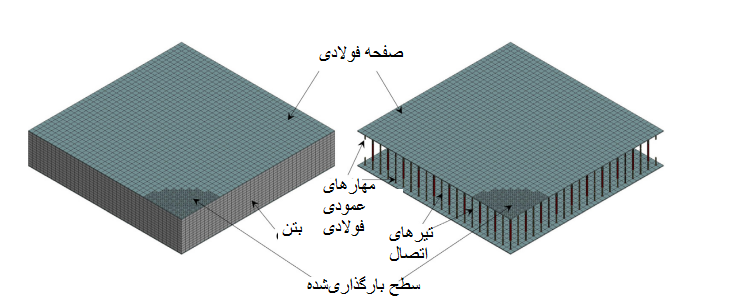 صفحه فولادی
مهارهای
عمودی
فولادی
تیرهای
اتصال
بتن
سطح بارگذاری‌شده